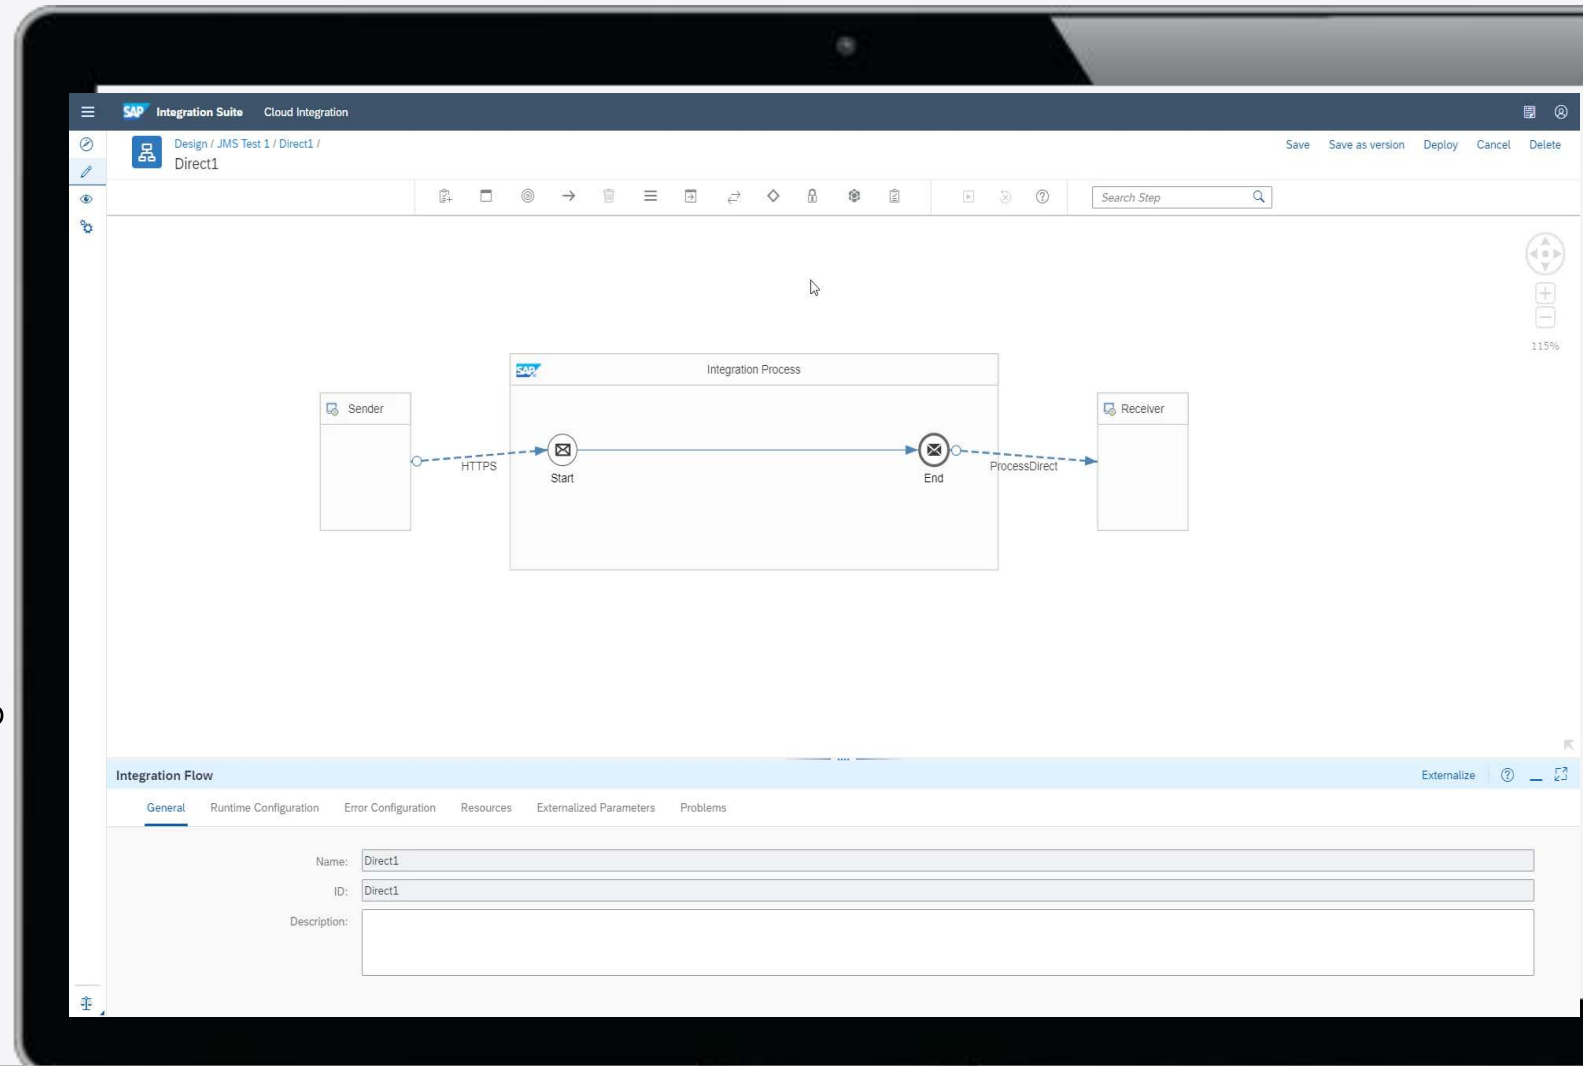 SAP Integration Suite Cloud Integration
Design / JMS Test 1 / Direct1 /
Direct1
Save Save as version Deploy Cancel Delete
Search Step
115%
SAP Integration Process
Sender
Receiver
HTTPS
Start
End
ProcessDirect
Integration Flow
Externalize
General Runtime Configuration Error Configuration Resources Externalized Parameters Problems
Name: Direct1
ID: Direct1
Description: